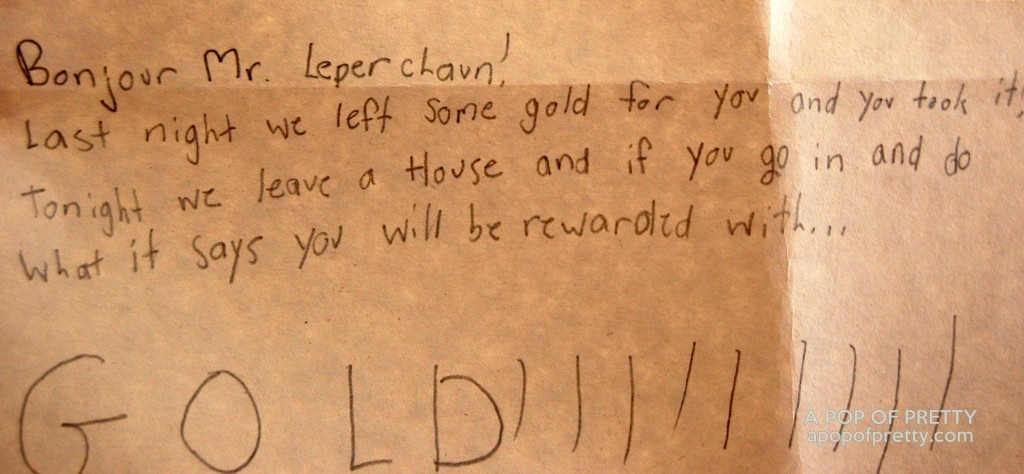 Bonjour Mr. Leperchaun!
Last night we left some gold for you and you took it,
Tonight we leave a House and if you go in and do
What it says you will be rewarded with...
GOLD!!!!!!!!!
A POP OF PRETTY
apopofpretty.com